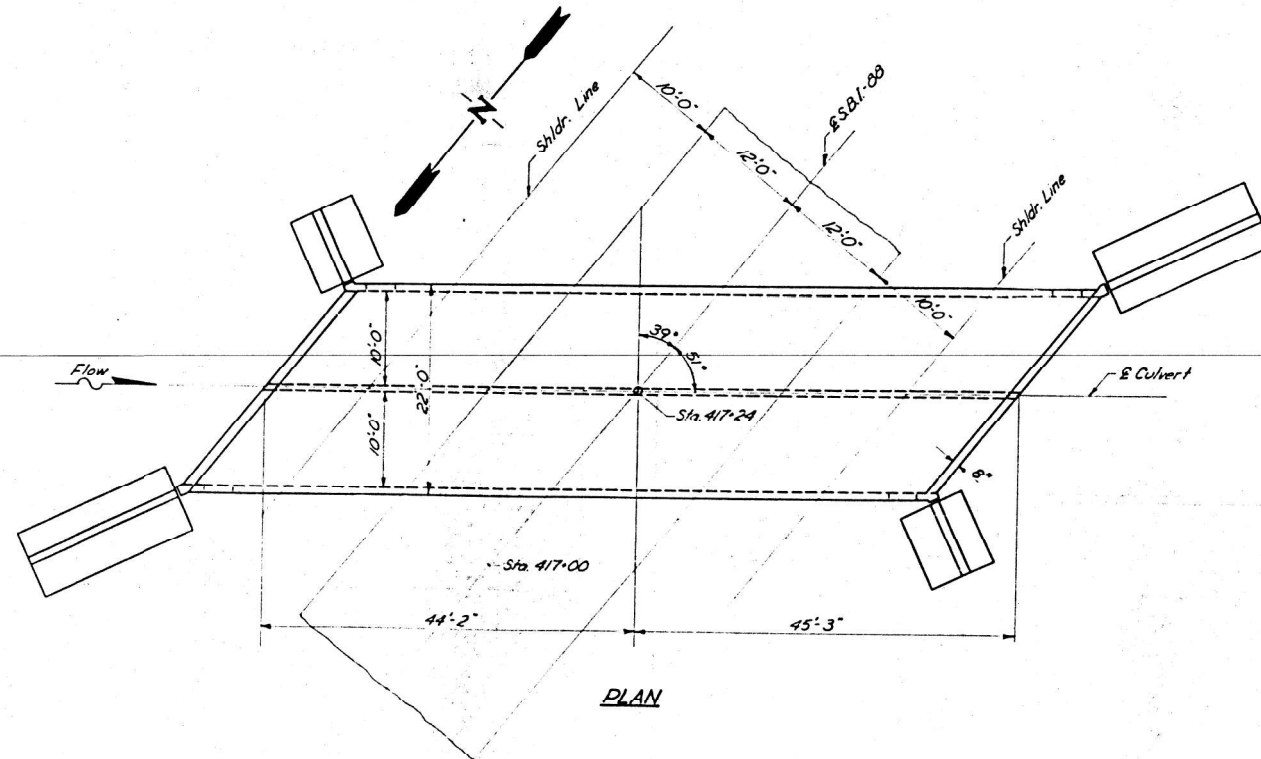 N
Shldr. Line
10'-0"
12'-0"
12'-0"
10'-0"
℄ S.B.I.-88
Shldr. Line
Flow
10'-0"
22'-0"
10'-0"
39°
51°
Sta. 417+24
℄ Culvert
8"
Sta. 417+00
44'-2"
45'-3"
PLAN